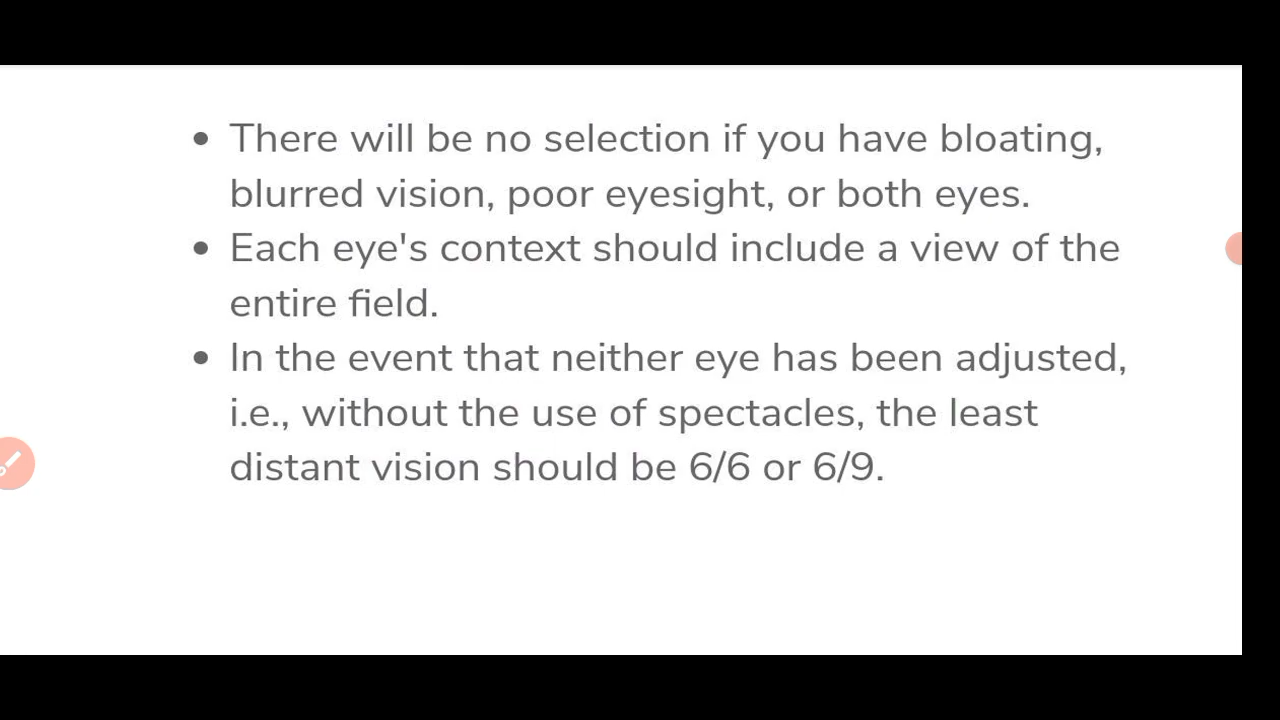 • There will be no selection if you have bloating,
blurred vision, poor eyesight, or both eyes.
• Each eye's context should include a view of the
entire field.
• In the event that neither eye has been adjusted,
i.e., without the use of spectacles, the least
distant vision should be 6/6 or 6/9.